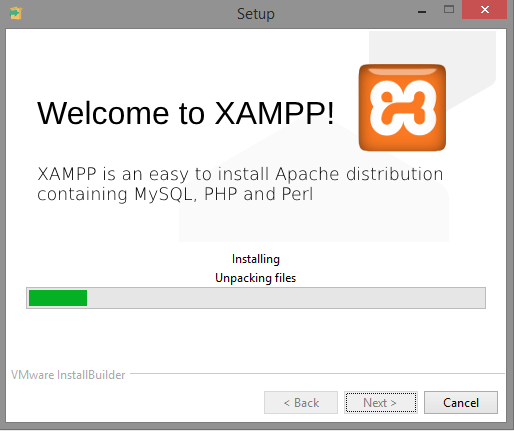 Setup
Welcome to XAMPP!
XAMPP is an easy to install Apache distribution
containing MySQL, PHP and Perl
Installing
Unpacking files
VMware InstallBuilder
< Back
Next >
Cancel